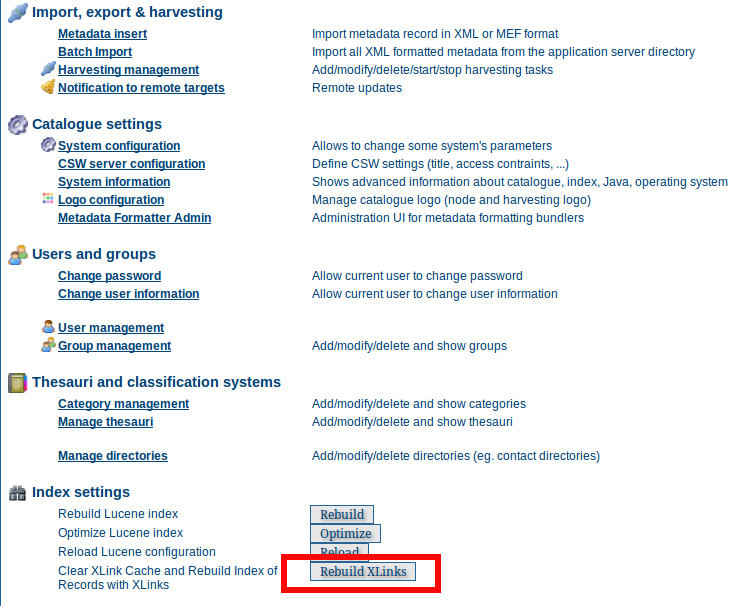 Import, export & harvesting
Metadata insert Import metadata record in XML or MEF format
Batch Import Import all XML formatted metadata from the application server directory
Harvesting management Add/modify/delete/start/stop harvesting tasks
Notification to remote targets Remote updates
Catalogue settings
System configuration Allows to change some system's parameters
CSW server configuration Define CSW settings (title, access contraints, ...)
System information Shows advanced information about catalogue, index, Java, operating system
Logo configuration Manage catalogue logo (node and harvesting logo)
Metadata Formatter Admin Administration UI for metadata formatting bundlers
Users and groups
Change password Allow current user to change password
Change user information Allow current user to change user information
User management
Group management Add/modify/delete and show groups
Thesauri and classification systems
Category management Add/modify/delete and show categories
Manage thesauri Add/modify/delete and show thesauri
Manage directories Add/modify/delete directories (eg. contact directories)
Index settings
Rebuild Lucene index Rebuild
Optimize Lucene index Optimize
Reload Lucene configuration Reload
Clear XLink Cache and Rebuild Index of Rebuild XLinks
Records with XLinks